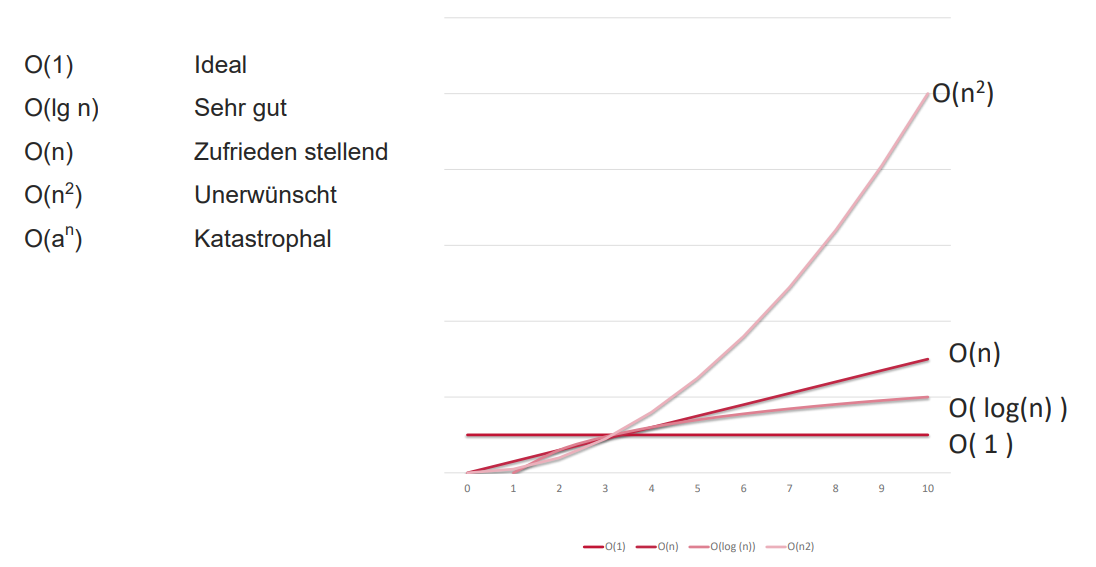 O(1) Ideal
O(lg n) Sehr gut
O(n) Zufrieden stellend
O(n²) Unerwünscht
O(aⁿ) Katastrophal
O(n²)
O(n)
O( log(n) )
O( 1 )
0 1 2 3 4 5 6 7 8 9 10
O(1) O(n) O(log (n)) O(n2)